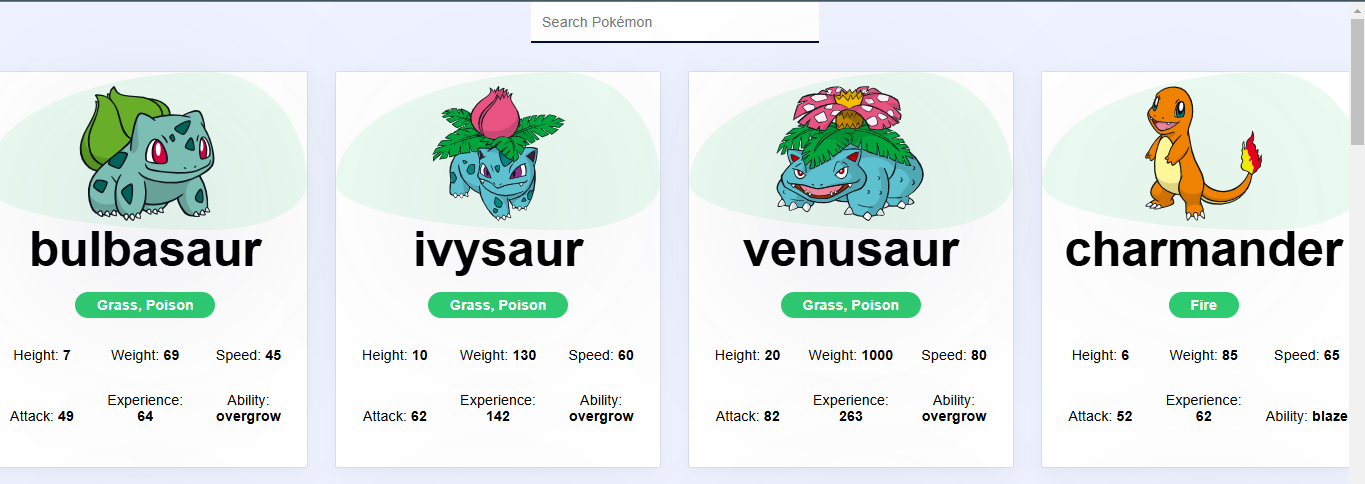 Search Pokémon
bulbasaur
Grass, Poison
Height: 7
Weight: 69
Speed: 45
Attack: 49
Experience:
64
Ability:
overgrow
ivysaur
Grass, Poison
Height: 10
Weight: 130
Speed: 60
Attack: 62
Experience:
142
Ability:
overgrow
venusaur
Grass, Poison
Height: 20
Weight: 1000
Speed: 80
Attack: 82
Experience:
263
Ability:
overgrow
charmander
Fire
Height: 6
Weight: 85
Speed: 65
Attack: 52
Experience:
62
Ability: blaze